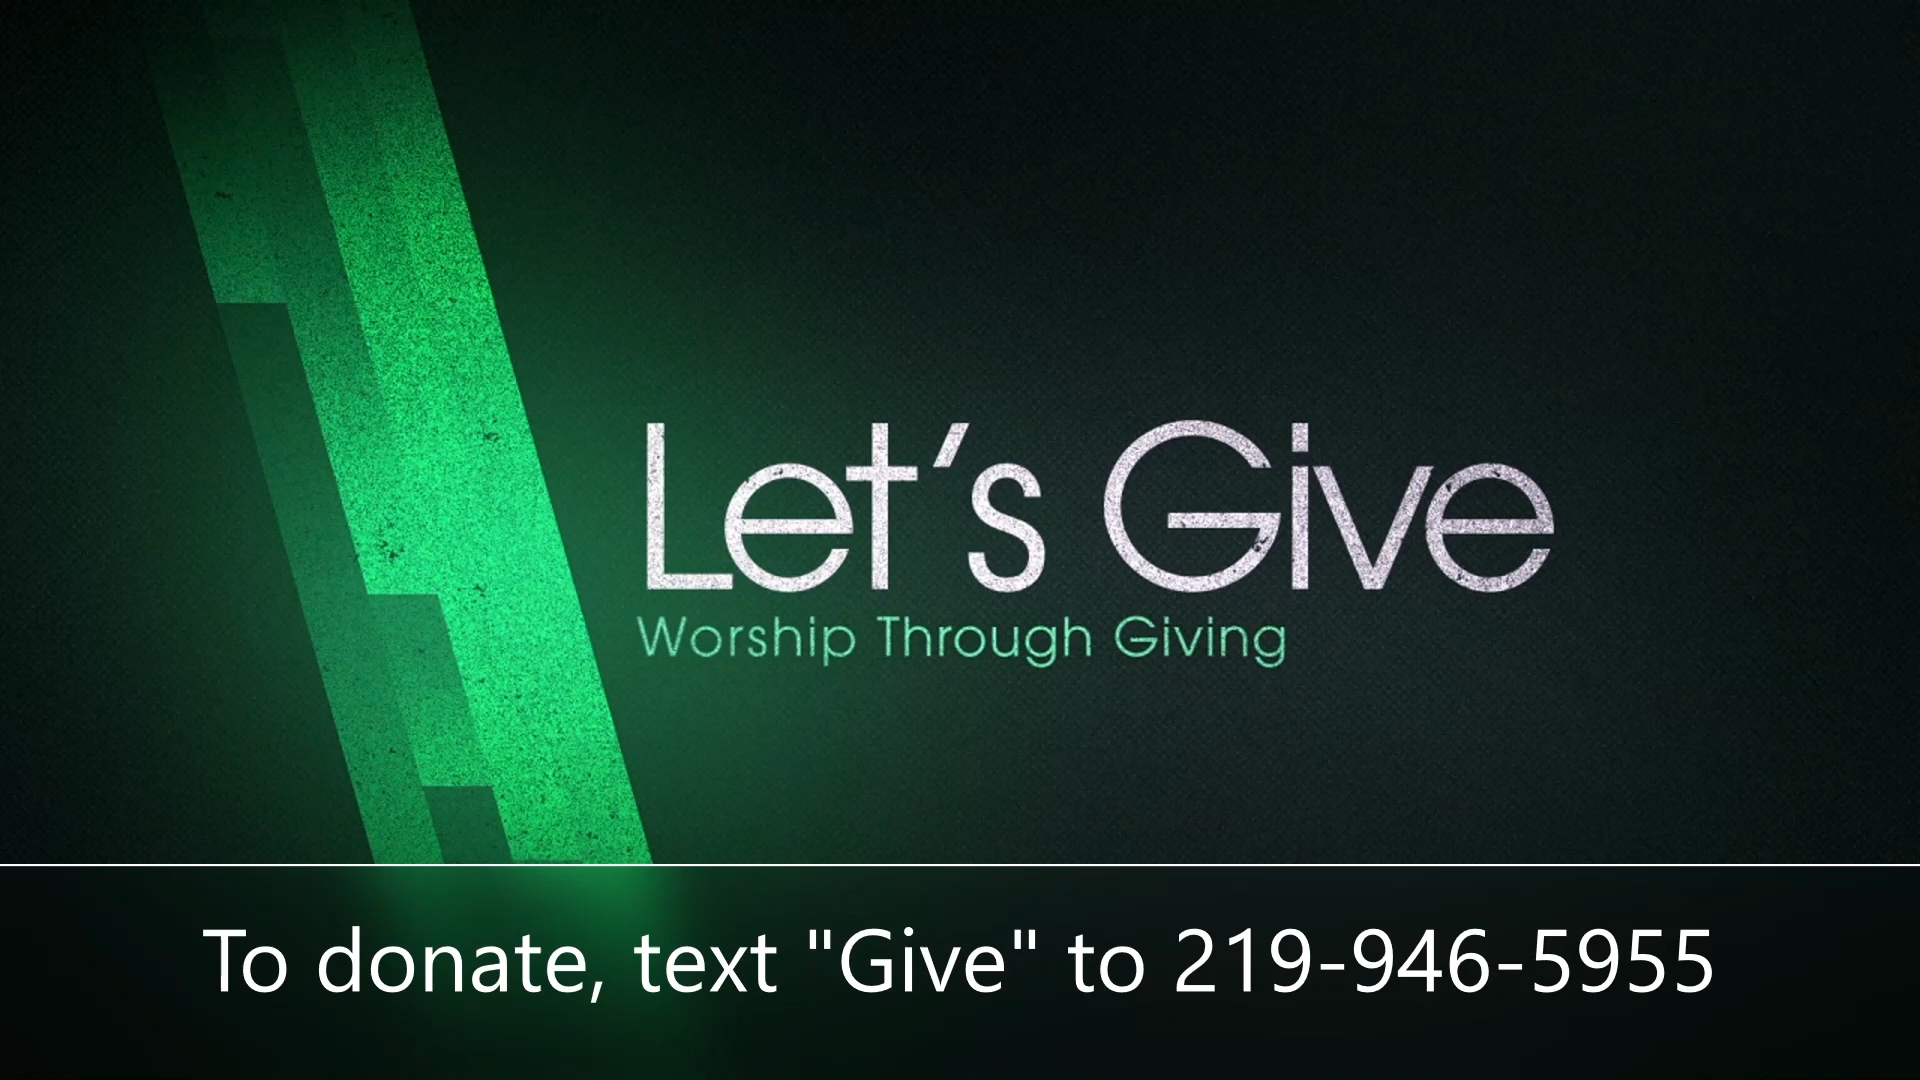 Let's Give
Worship Through Giving
To donate, text "Give" to 219-946-5955